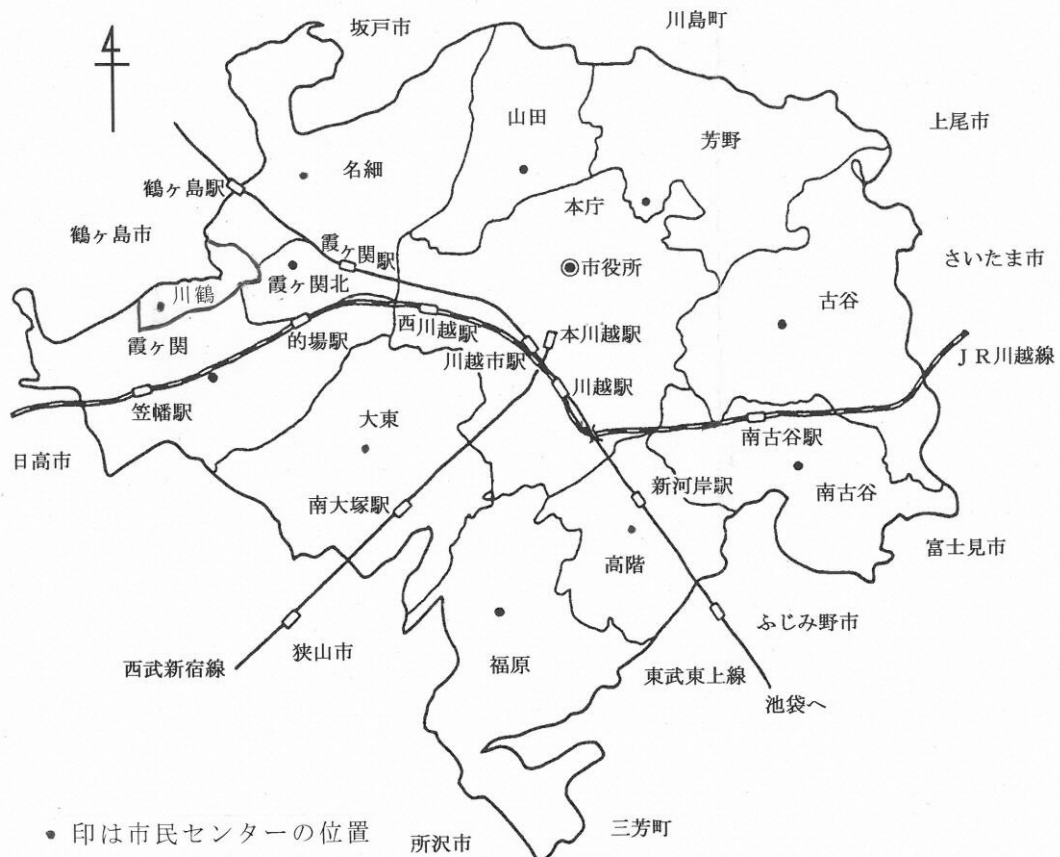 坂戸市
川島町
山田
芳野
上尾市
名細
鶴ヶ島駅
本庁
鶴ヶ島市
霞ヶ関駅
市役所
さいたま市
霞ヶ関北
川鶴
古谷
霞ヶ関
的場駅
西川越駅
本川越駅
川越市駅
川越駅
JR川越線
笠幡駅
大東
南古谷駅
日高市
新河岸駅
南古谷
南大塚駅
高階
富士見市
ふじみ野市
西武新宿線
狭山市
福原
東武東上線
池袋へ
• 印は市民センターの位置
所沢市
三芳町